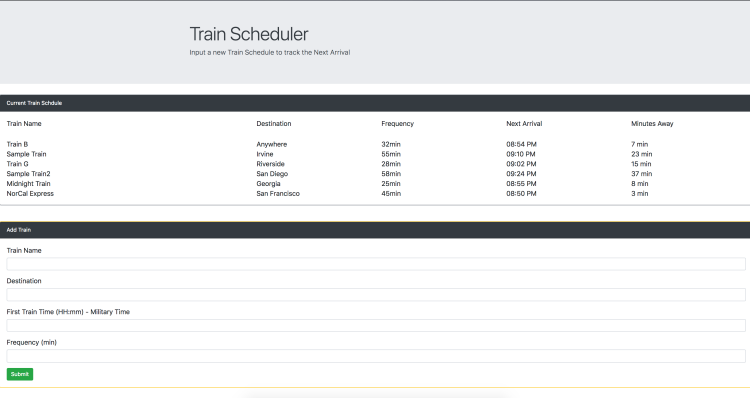 Train Scheduler
Input a new Train Schedule to track the Next Arrival
Current Train Schdule
Train Name Destination Frequency Next Arrival Minutes Away
Train B Anywhere 32min 08:54 PM 7 min
Sample Train Irvine 55min 09:10 PM 23 min
Train G Riverside 28min 09:02 PM 15 min
Sample Train2 San Diego 58min 09:24 PM 37 min
Midnight Train Georgia 25min 08:55 PM 8 min
NorCal Express San Francisco 45min 08:50 PM 3 min
Add Train
Train Name
Destination
First Train Time (HH:mm) - Military Time
Frequency (min)
Submit